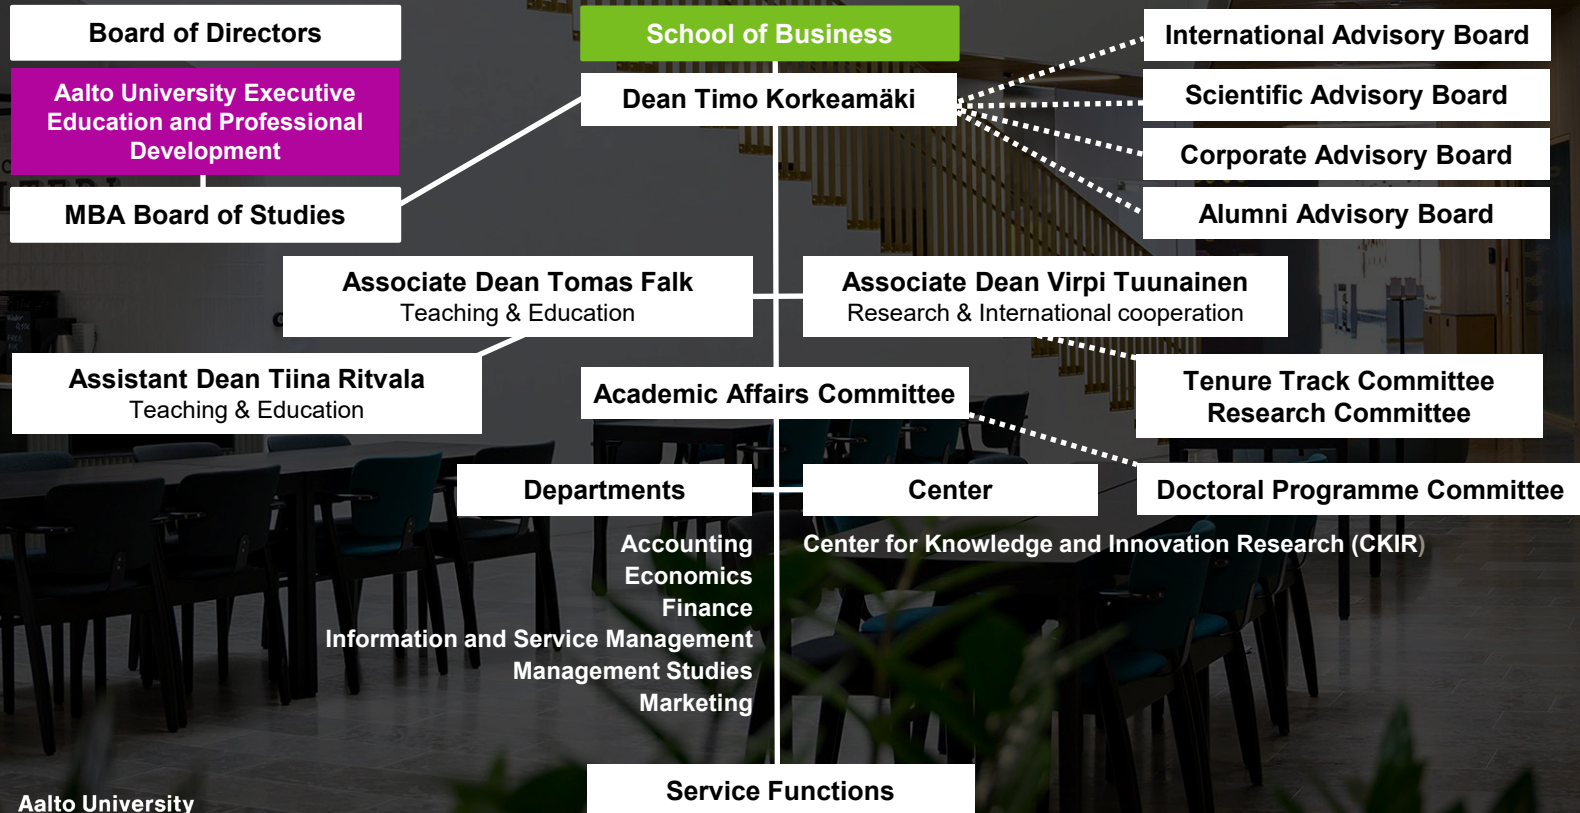 Board of Directors
School of Business
International Advisory Board
Aalto University Executive
Education and Professional
Development
Dean Timo Korkeamäki
Scientific Advisory Board
Corporate Advisory Board
MBA Board of Studies
Alumni Advisory Board
Associate Dean Tomas Falk
Teaching & Education
Associate Dean Virpi Tuunainen
Research & International cooperation
Assistant Dean Tiina Ritvala
Teaching & Education
Academic Affairs Committee
Tenure Track Committee
Research Committee
Departments
Center
Doctoral Programme Committee
Accounting
Economics
Finance
Information and Service Management
Management Studies
Marketing
Center for Knowledge and Innovation Research (CKIR)
Service Functions
Aalto University